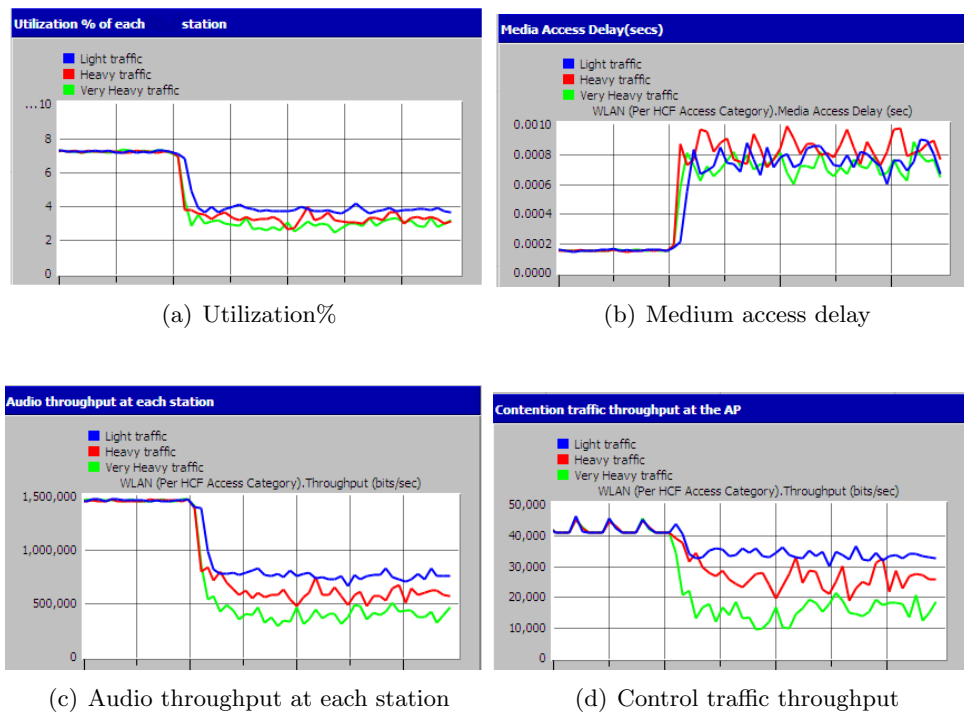 Utilization % of each station
Light traffic
Heavy traffic
Very Heavy traffic
...10
8
6
4
2
0
(a) Utilization%
Media Access Delay(secs)
Light traffic
Heavy traffic
Very Heavy traffic
WLAN (Per HCF Access Category).Media Access Delay (sec)
0.0010
0.0008
0.0006
0.0004
0.0002
0.0000
(b) Medium access delay
Audio throughput at each station
Light traffic
Heavy traffic
Very Heavy traffic
WLAN (Per HCF Access Category).Throughput (bits/sec)
1,500,000
1,000,000
500,000
0
(c) Audio throughput at each station
Contention traffic throughput at the AP
Light traffic
Heavy traffic
Very Heavy traffic
WLAN (Per HCF Access Category).Throughput (bits/sec)
50,000
40,000
30,000
20,000
10,000
0
(d) Control traffic throughput